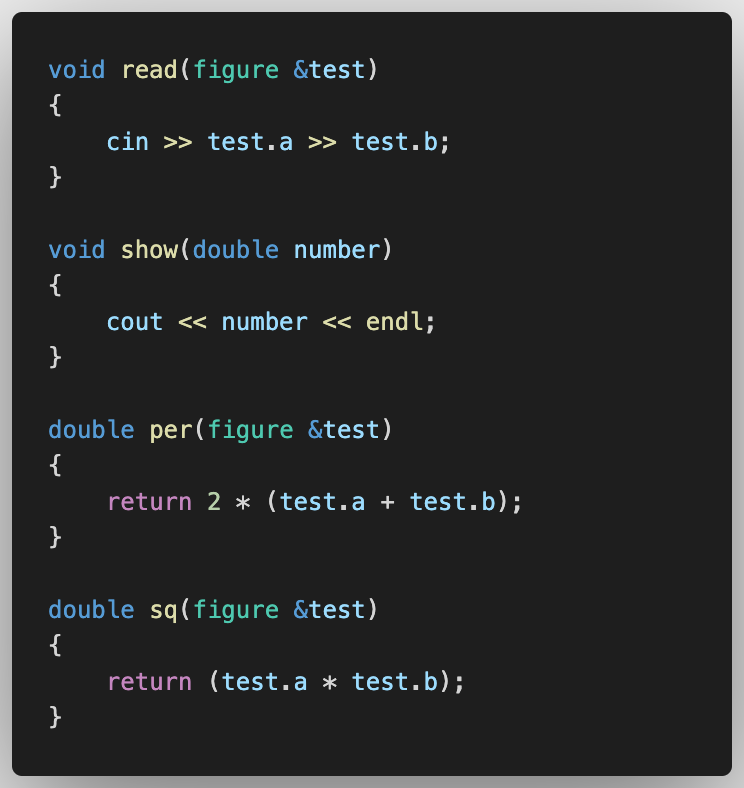 void read(figure &test)
{
    cin >> test.a >> test.b;
}

void show(double number)
{
    cout << number << endl;
}

double per(figure &test)
{
    return 2 * (test.a + test.b);
}

double sq(figure &test)
{
    return (test.a * test.b);
}